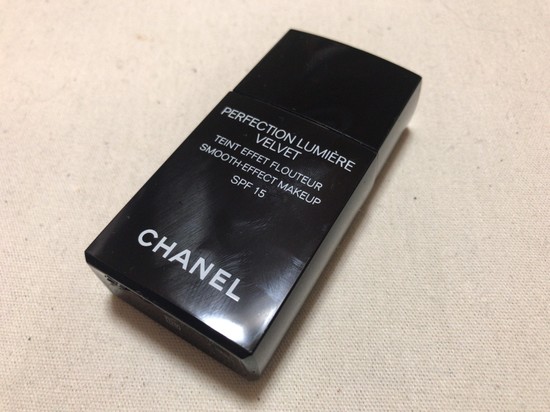 PERFECTION LUMIÈRE
VELVET
TEINT EFFET FLOUTEUR
SMOOTH-EFFECT MAKEUP
SPF 15
CHANEL